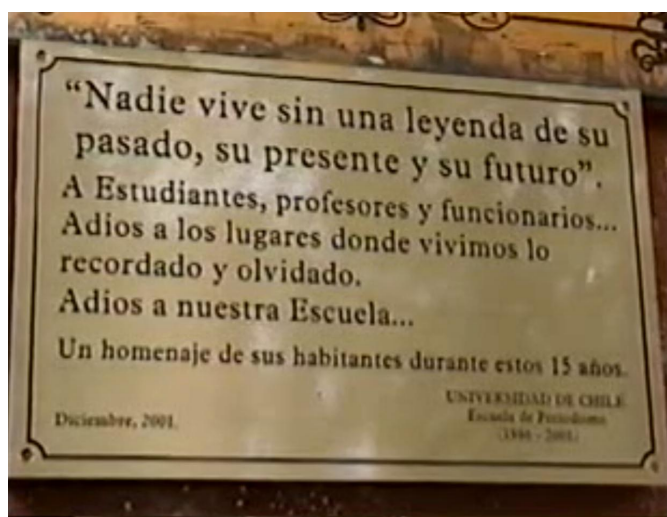 “Nadie vive sin una leyenda de su
pasado, su presente y su futuro”.
A Estudiantes, profesores y funcionarios...
Adios a los lugares donde vivimos lo
recordado y olvidado.
Adios a nuestra Escuela...
Un homenaje de sus habitantes durante estos 15 años.
UNIVERSIDAD DE CHILE
Escuela de Periodismo
Diciembre, 2001.